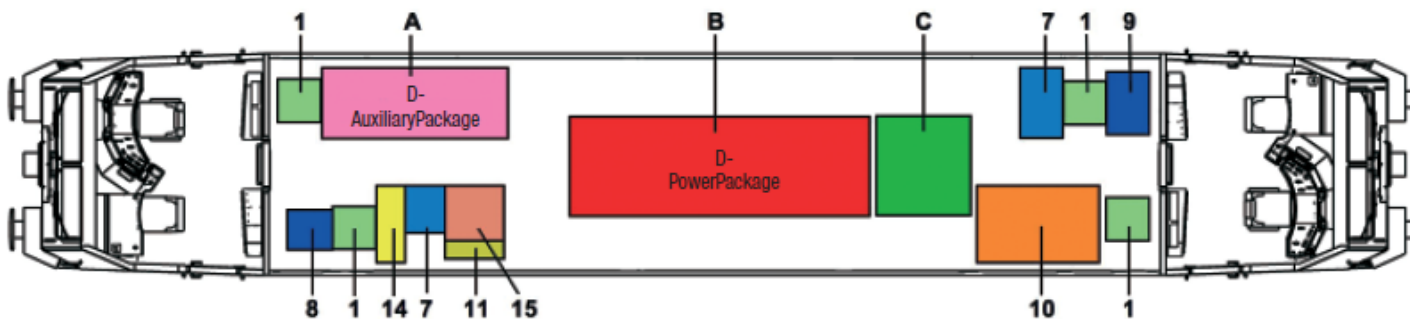 1 A B C 7 1 9
D-
AuxiliaryPackage
D-
PowerPackage
8 1 14 7 11 15 10 1